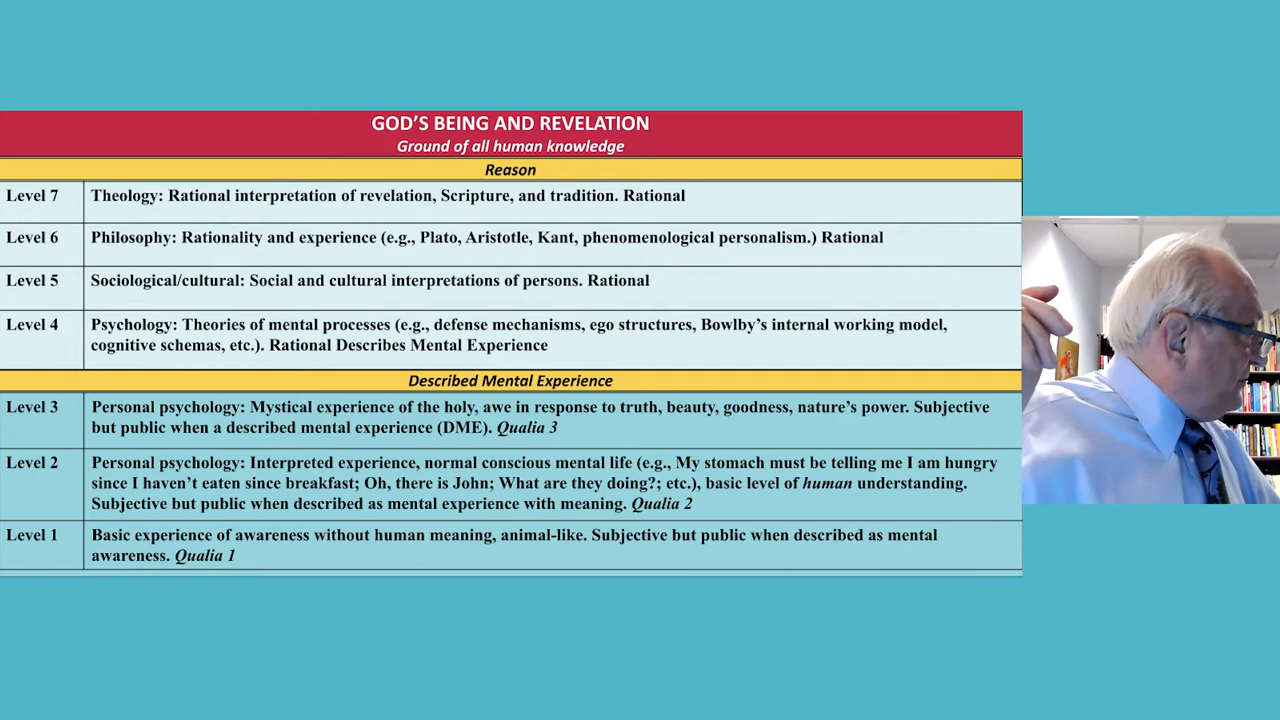 GOD'S BEING AND REVELATION
Ground of all human knowledge
Reason
Level 7 Theology: Rational interpretation of revelation, Scripture, and tradition. Rational
Level 6 Philosophy: Rationality and experience (e.g., Plato, Aristotle, Kant, phenomenological personalism.) Rational
Level 5 Sociological/cultural: Social and cultural interpretations of persons. Rational
Level 4 Psychology: Theories of mental processes (e.g., defense mechanisms, ego structures, Bowlby's internal working model,
cognitive schemas, etc.). Rational Describes Mental Experience
Described Mental Experience
Level 3 Personal psychology: Mystical experience of the holy, awe in response to truth, beauty, goodness, nature's power. Subjective
but public when a described mental experience (DME). Qualia 3
Level 2 Personal psychology: Interpreted experience, normal conscious mental life (e.g., My stomach must be telling me I am hungry
since I haven't eaten since breakfast; Oh, there is John; What are they doing?; etc.), basic level of human understanding.
Subjective but public when described as mental experience with meaning. Qualia 2
Level 1 Basic experience of awareness without human meaning, animal-like. Subjective but public when described as mental
awareness. Qualia 1